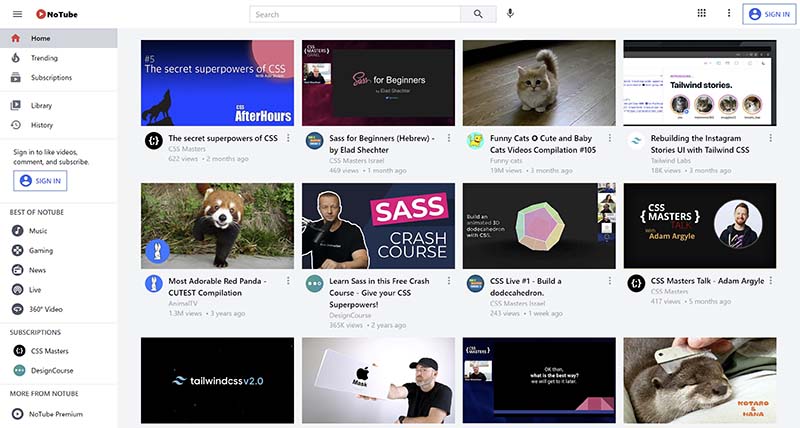 NoTube
Search
SIGN IN
Home
Trending
Subscriptions
Library
History
Sign in to like videos,
comment, and subscribe.
SIGN IN
BEST OF NOTUBE
Music
Gaming
News
Live
360° Video
SUBSCRIPTIONS
CSS Masters
DesignCourse
MORE FROM NOTUBE
NoTube Premium
#5
The secret superpowers of CSS
CSS
AfterHours
The secret superpowers of CSS
CSS Masters
622 views • 2 months ago
CSS
MASTERS
Sass for Beginners
by Elad Shechter
Sass for Beginners (Hebrew) -
by Elad Shechter
CSS Masters Israel
469 views • 1 month ago
Funny Cats ✪ Cute and Baby
Cats Videos Compilation #105
Funny cats
19M views • 3 months ago
Tailwind stories.
Rebuilding the Instagram
Stories UI with Tailwind CSS
Tailwind Labs
18K views • 3 months ago
Most Adorable Red Panda -
CUTEST Compilation
AnimalTV
1.3M views • 3 years ago
SASS
CRASH
COURSE
Learn Sass in this Free Crash
Course - Give your CSS
Superpowers!
DesignCourse
365K views • 2 years ago
Build an
animated 3D
dodecahedron
with CSS.
CSS Live #1 - Build a
dodecahedron.
CSS Masters Israel
243 views • 1 week ago
CSS
{MASTERS}
TALK
With
Adam Argyle
CSS Masters Talk - Adam Argyle
CSS Masters
417 views • 5 months ago
tailwindcss v2.0
Mask
CSS
MASTERS
OK then,
what is the best way?
we will get to it later.
KOTARO
& HANA